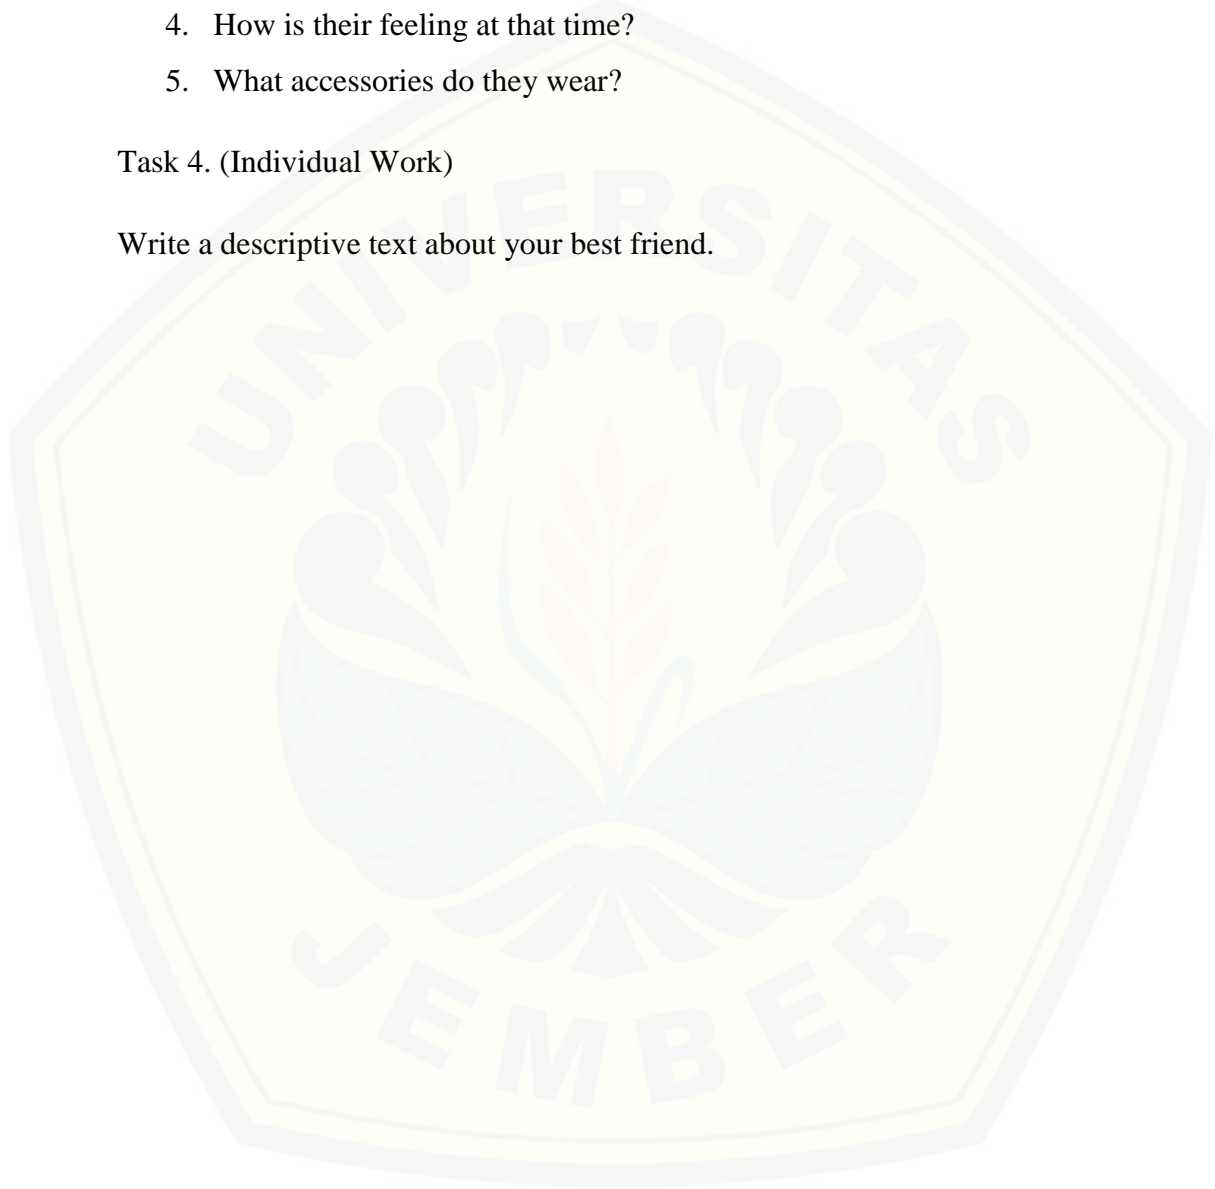 4. How is their feeling at that time?
5. What accessories do they wear?
Task 4. (Individual Work)
Write a descriptive text about your best friend.
UNIVERSITAS
JEMBER